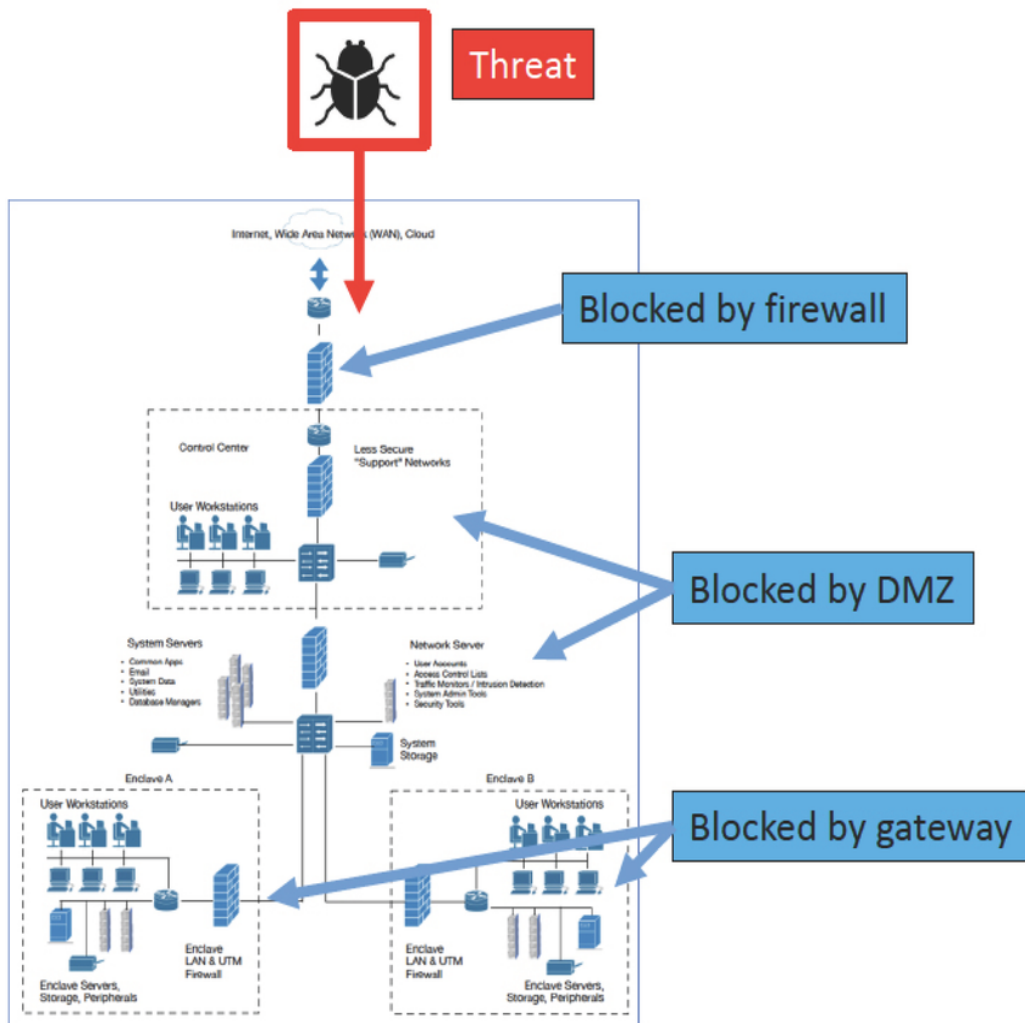 Threat
Internet, Wide Area Network (WAN), Cloud
Blocked by firewall
Control Center
Less Secure
"Support" Networks
User Workstations
Blocked by DMZ
System Servers
• Common Apps
• Email
• System Data
• Utilities
• Database Managers
Network Server
• User Accounts
• Access Control Lists
• Traffic Monitors / Intrusion Detection
• System Admin Tools
• Security Tools
System
Storage
Enclave A
User Workstations
Enclave
LAN & UTM
Firewall
Enclave Servers,
Storage, Peripherals
Enclave B
User Workstations
Blocked by gateway
Enclave
LAN & UTM
Firewall
Enclave Servers,
Storage, Peripherals